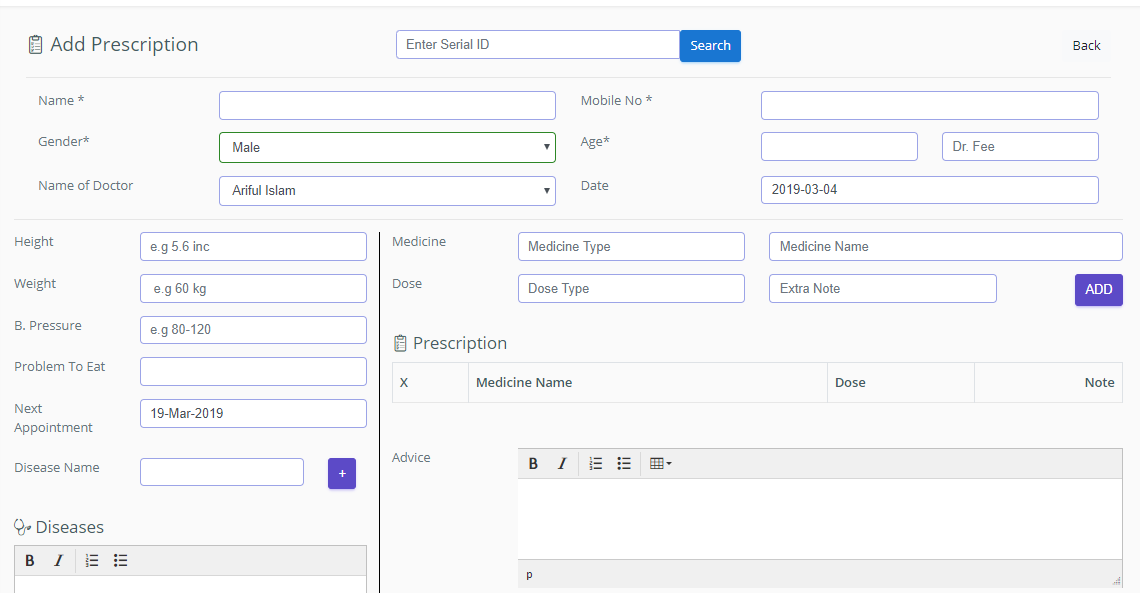 Add Prescription Enter Serial ID Search Back
Name * Mobile No *
Gender* Male Age* Dr. Fee
Name of Doctor Ariful Islam Date 2019-03-04
Height e.g 5.6 inc
Weight e.g 60 kg
B. Pressure e.g 80-120
Problem To Eat
Next
Appointment 19-Mar-2019
Disease Name +
Diseases
B I
Medicine Medicine Type Medicine Name
Dose Dose Type Extra Note ADD
Prescription
X Medicine Name Dose Note
Advice B I
p